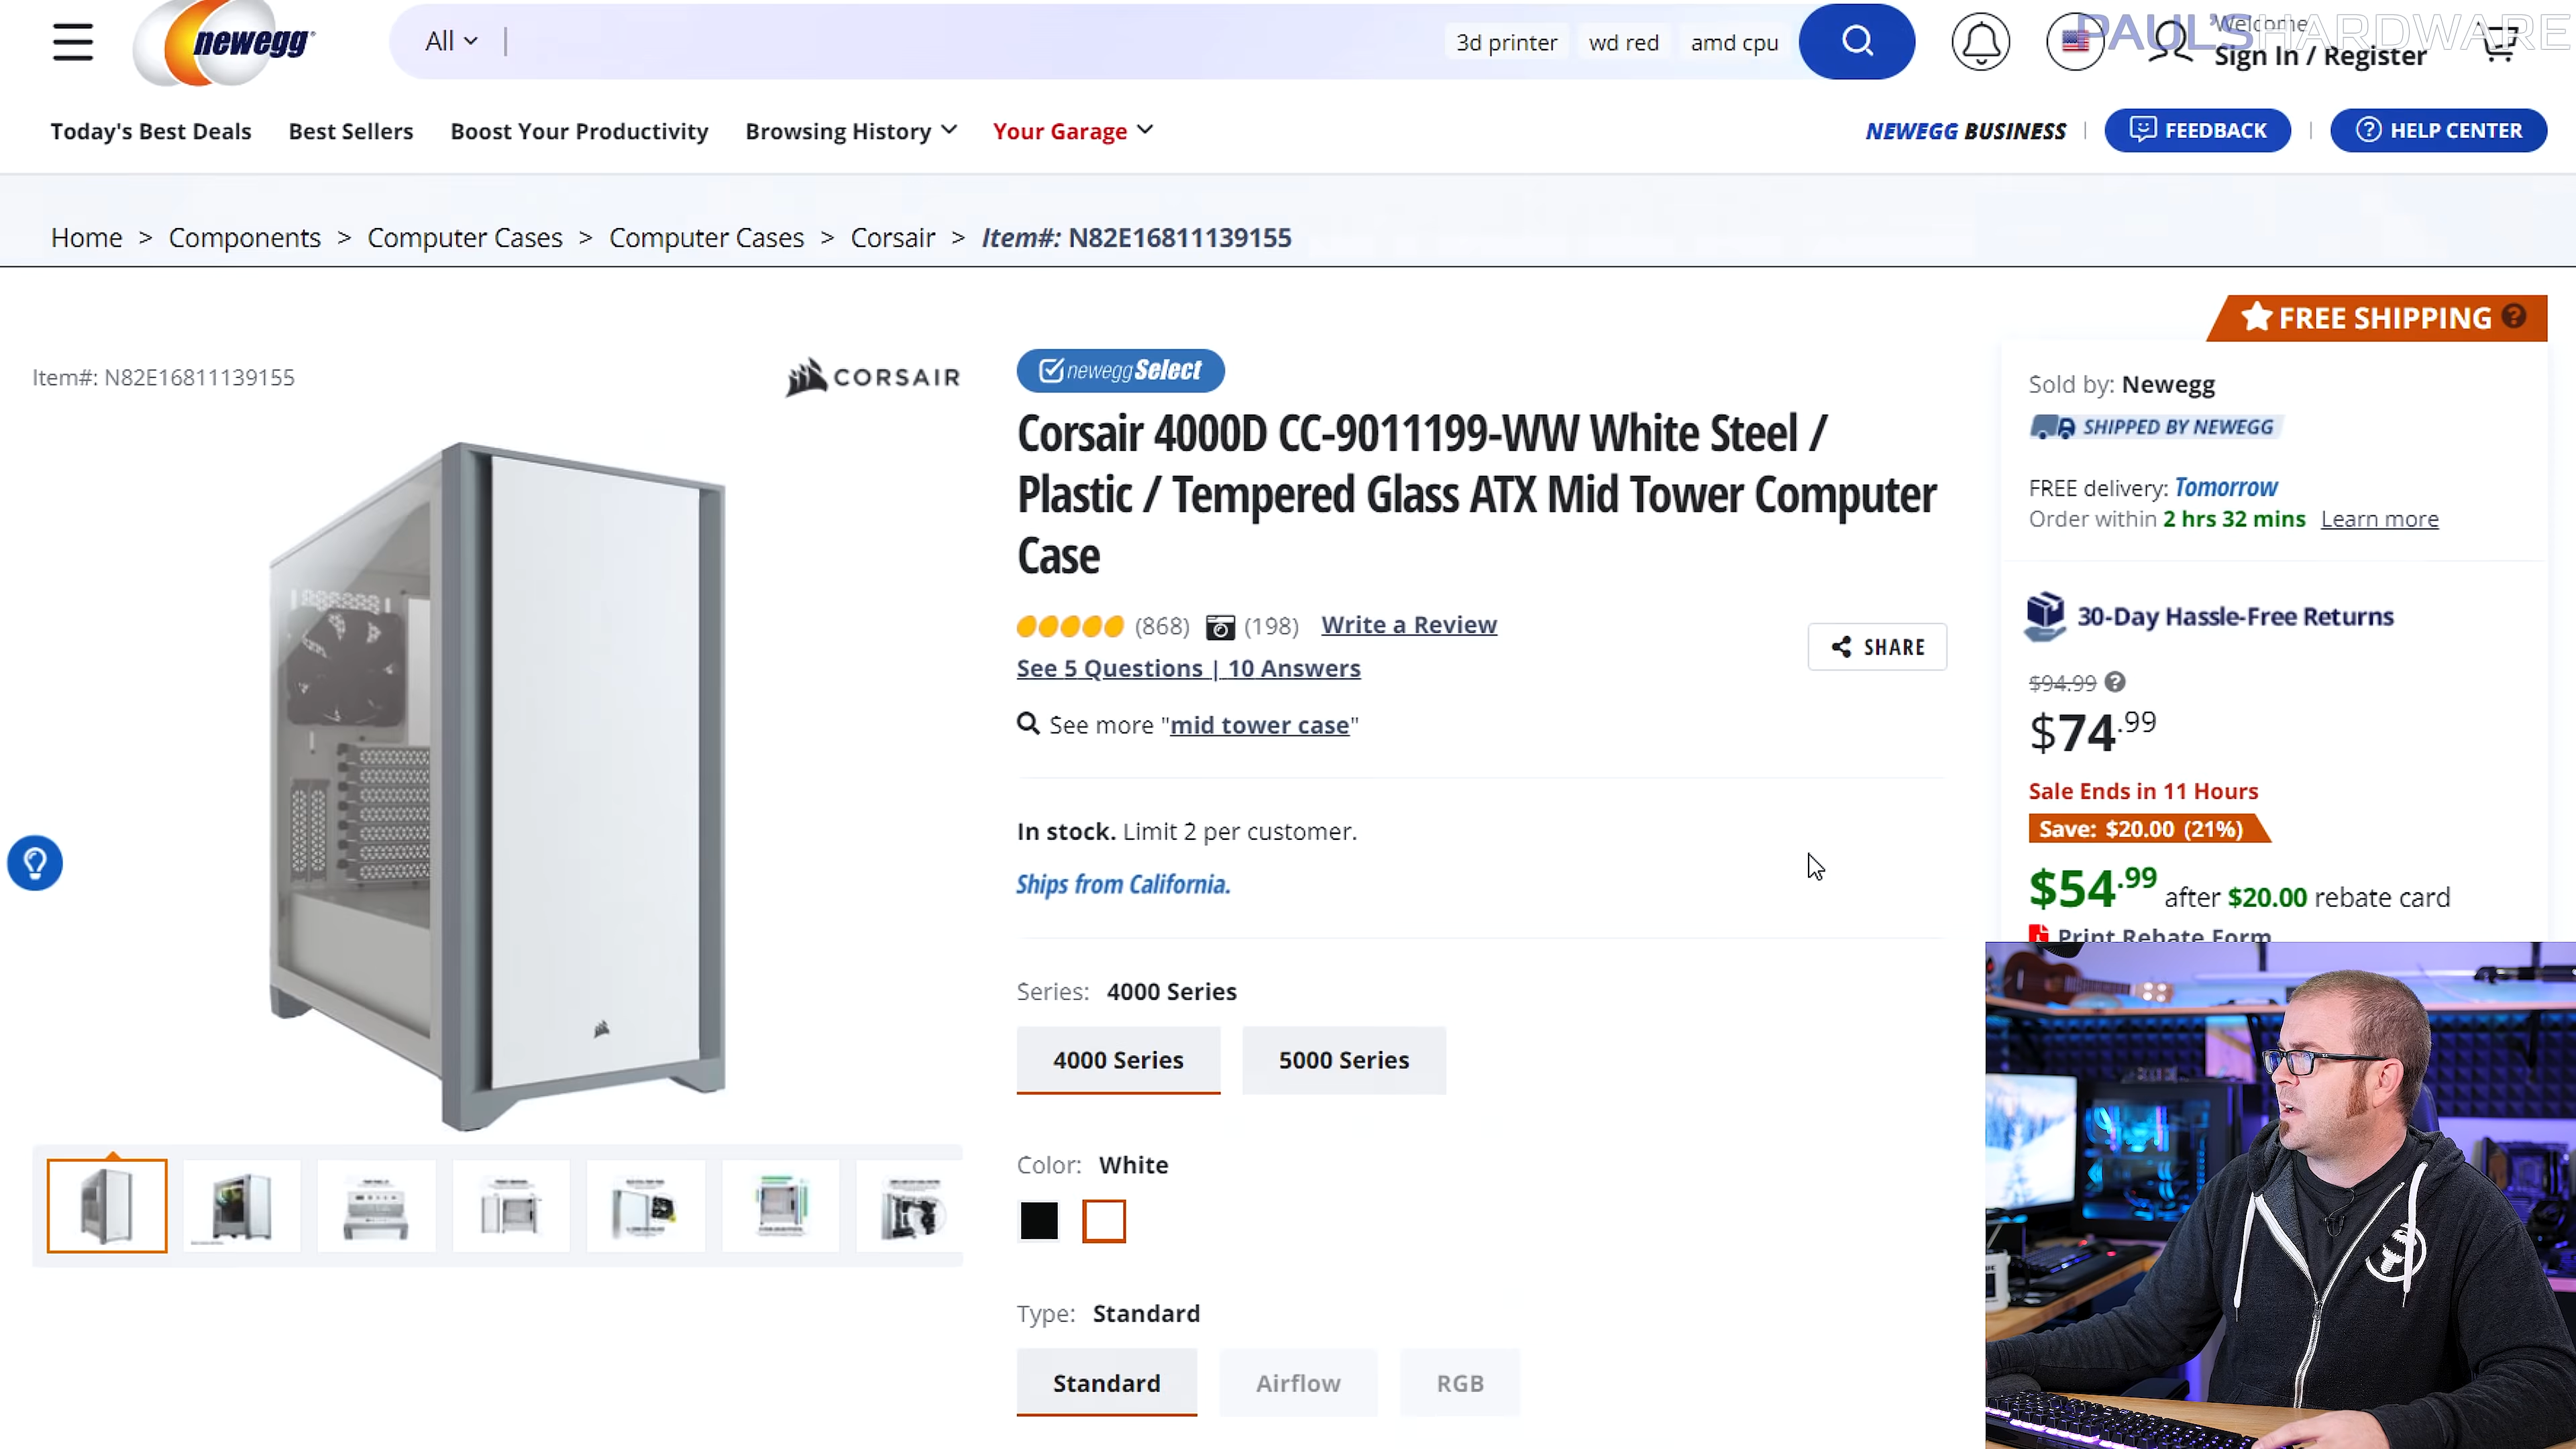 newegg
All
3d printer
wd red
amd cpu
Welcome
Sign In / Register
PAUL'S HARDWARE
Today's Best Deals
Best Sellers
Boost Your Productivity
Browsing History
Your Garage
NEWEGG BUSINESS
FEEDBACK
HELP CENTER
Home > Components > Computer Cases > Computer Cases > Corsair > Item#: N82E16811139155
FREE SHIPPING
Item#: N82E16811139155
CORSAIR
newegg Select
Corsair 4000D CC-9011199-WW White Steel /
Plastic / Tempered Glass ATX Mid Tower Computer
Case
(868) (198) Write a Review
See 5 Questions | 10 Answers
SHARE
See more "mid tower case"
In stock. Limit 2 per customer.
Ships from California.
Series: 4000 Series
4000 Series
5000 Series
Color: White
Type: Standard
Standard
Airflow
RGB
Sold by: Newegg
SHIPPED BY NEWEGG
FREE delivery: Tomorrow
Order within 2 hrs 32 mins Learn more
30-Day Hassle-Free Returns
$94.99
$74.99
Sale Ends in 11 Hours
Save: $20.00 (21%)
$54.99 after $20.00 rebate card
Print Rebate Form